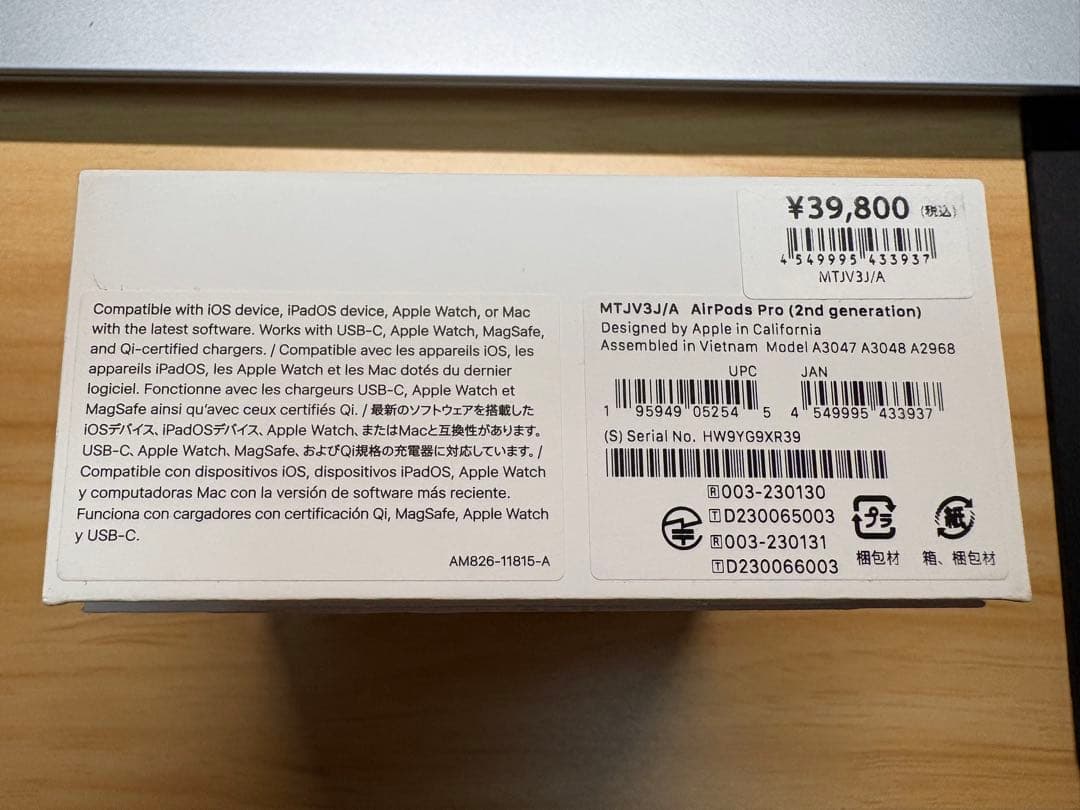 ¥39,800 (税込)
4 549995 433937
MTJV3J/A
Compatible with iOS device, iPadOS device, Apple Watch, or Mac
with the latest software. Works with USB-C, Apple Watch, MagSafe,
and Qi-certified chargers. / Compatible avec les appareils iOS, les
appareils iPadOS, les Apple Watch et les Mac dotés du dernier
logiciel. Fonctionne avec les chargeurs USB-C, Apple Watch et
MagSafe ainsi qu'avec ceux certifiés Qi. / 最新のソフトウェアを搭載した
iOSデバイス、iPadOSデバイス、Apple Watch、またはMacと互換性があります。
USB-C、Apple Watch、MagSafe、およびQi規格の充電器に対応しています。/
Compatible con dispositivos iOS, dispositivos iPadOS, Apple Watch
y computadoras Mac con la versión de software más reciente.
Funciona con cargadores con certificación Qi, MagSafe, Apple Watch
y USB-C.
AM826-11815-A
MTJV3J/A AirPods Pro (2nd generation)
Designed by Apple in California
Assembled in Vietnam Model A3047 A3048 A2968
UPC JAN
1 95949 05254 5 4 549995 433937
(S) Serial No. HW9YG9XR39
R 003-230130
T D230065003
R 003-230131
T D230066003
プラ 紙
梱包材 箱、梱包材